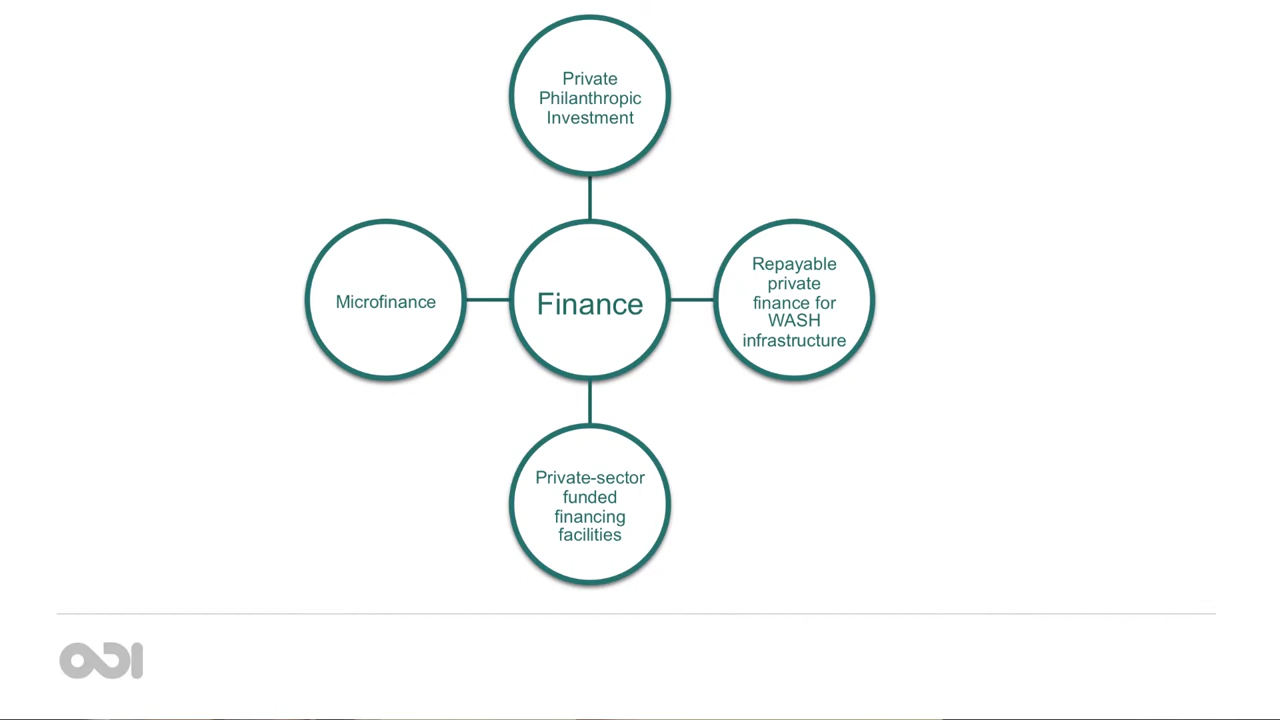 Private
Philanthropic
Investment
Microfinance
Finance
Repayable
private
finance for
WASH
infrastructure
Private-sector
funded
financing
facilities
ODI